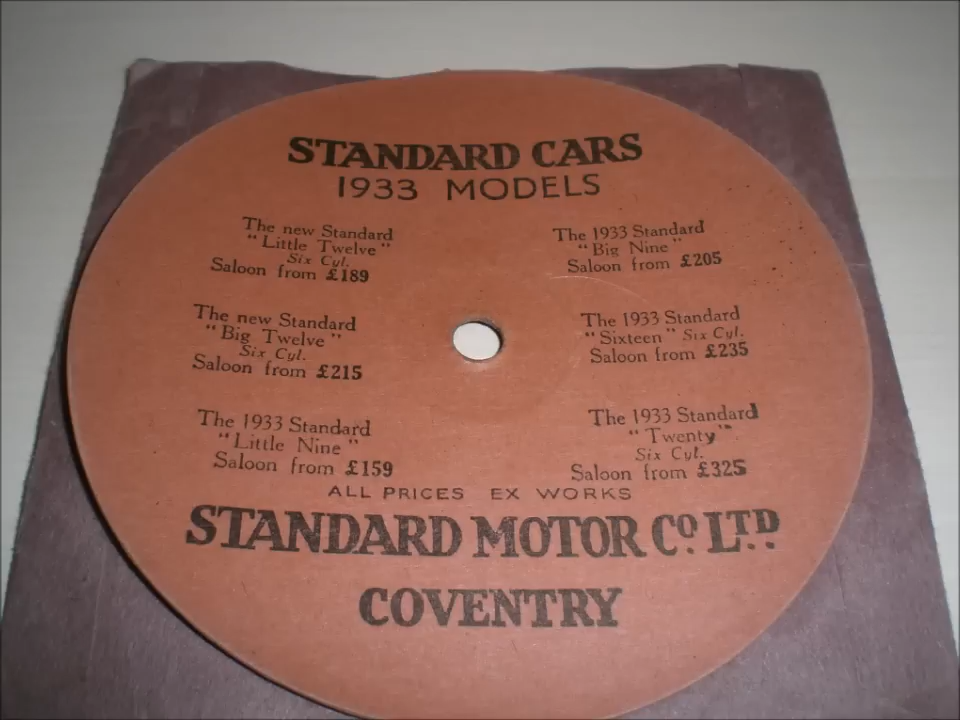 STANDARD CARS
1933 MODELS
The new Standard
"Little Twelve"
Six Cyl.
Saloon from £189
The 1933 Standard
"Big Nine"
Saloon from £205
The new Standard
"Big Twelve"
Six Cyl.
Saloon from £215
The 1933 Standard
"Sixteen" Six Cyl.
Saloon from £235
The 1933 Standard
"Little Nine"
Saloon from £159
The 1933 Standard
"Twenty"
Six Cyl.
Saloon from £325
ALL PRICES EX WORKS
STANDARD MOTOR CO. LTD.
COVENTRY